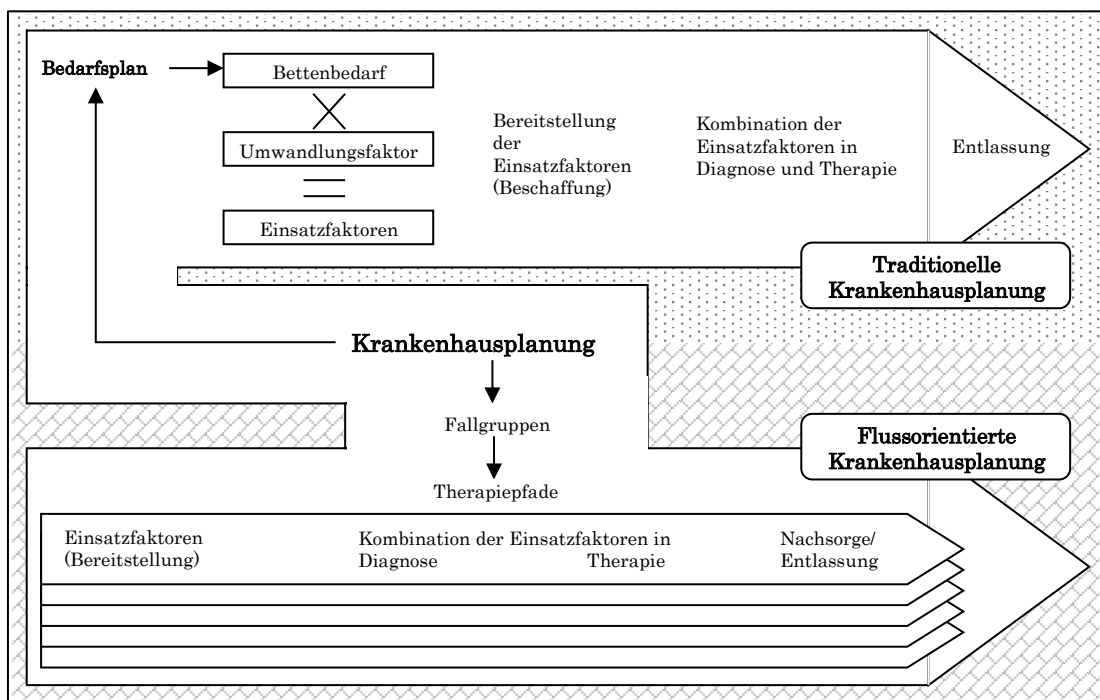 Bedarfsplan
Bettenbedarf
Umwandlungsfaktor
Einsatzfaktoren
Bereitstellung
der
Einsatzfaktoren
(Beschaffung)
Kombination der
Einsatzfaktoren in
Diagnose und Therapie
Entlassung
Traditionelle
Krankenhausplanung
Krankenhausplanung
Fallgruppen
Therapiepfade
Flussorientierte
Krankenhausplanung
Einsatzfaktoren
(Bereitstellung)
Kombination der Einsatzfaktoren in
Diagnose Therapie
Nachsorge/
Entlassung